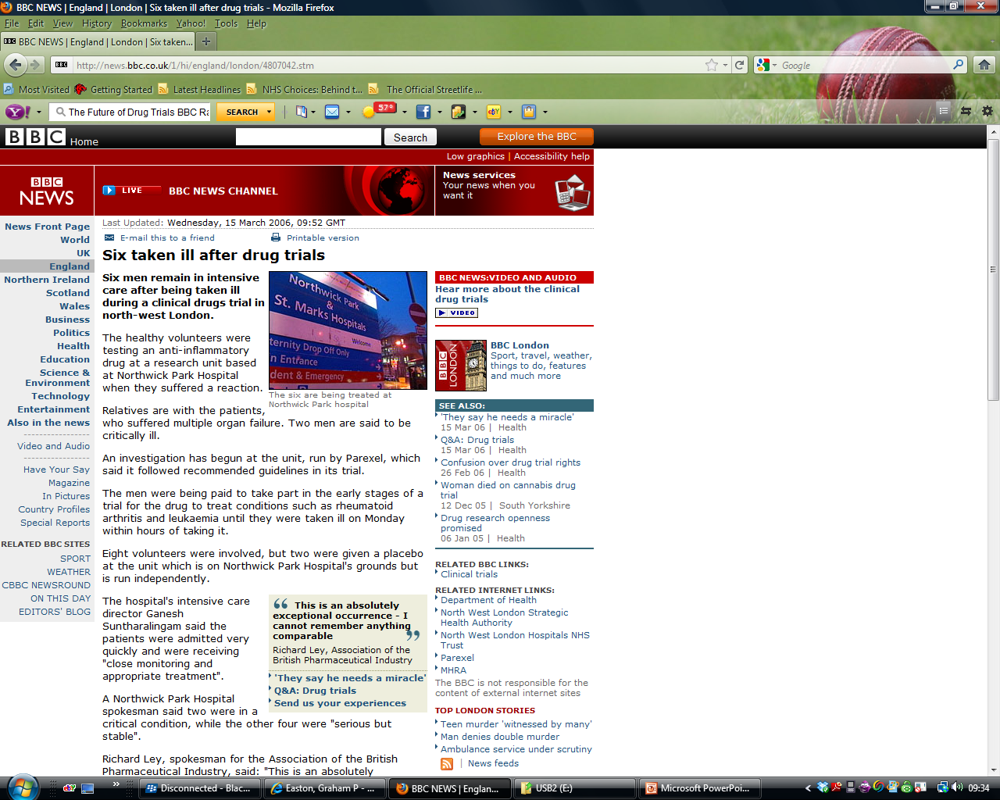 BBC NEWS | England | London | Six taken ill after drug trials - Mozilla Firefox
File Edit View History Bookmarks Yahoo! Tools Help
BBC NEWS | England | London | Six taken...
http://news.bbc.co.uk/1/hi/england/london/4807042.stm
Google
Most Visited Getting Started Latest Headlines NHS Choices: Behind t... The Official Streetlife ...
Y! The Future of Drug Trials BBC Ra SEARCH 57° ebY
BBC Home Search Explore the BBC
Low graphics | Accessibility help
BBC
NEWS
LIVE BBC NEWS CHANNEL
News services
Your news when you
want it
News Front Page
World
UK
England
Northern Ireland
Scotland
Wales
Business
Politics
Health
Education
Science &
Environment
Technology
Entertainment
Also in the news
Video and Audio
Have Your Say
Magazine
In Pictures
Country Profiles
Special Reports
RELATED BBC SITES
SPORT
WEATHER
CBBC NEWSROUND
ON THIS DAY
EDITORS' BLOG
Last Updated: Wednesday, 15 March 2006, 09:52 GMT
E-mail this to a friend Printable version
Six taken ill after drug trials
Six men remain in intensive
care after being taken ill
during a clinical drugs trial in
north-west London.
Northwick Park
&
St. Marks Hospitals
Welcome
ternity Drop Off Only
n Entrance
dent & Emergency
The six are being treated at
Northwick Park hospital
The healthy volunteers were
testing an anti-inflammatory
drug at a research unit based
at Northwick Park Hospital
when they suffered a reaction.
Relatives are with the patients,
who suffered multiple organ failure. Two men are said to be
critically ill.
An investigation has begun at the unit, run by Parexel, which
said it followed recommended guidelines in its trial.
The men were being paid to take part in the early stages of a
trial for the drug to treat conditions such as rheumatoid
arthritis and leukaemia until they were taken ill on Monday
within hours of taking it.
Eight volunteers were involved, but two were given a placebo
at the unit which is on Northwick Park Hospital's grounds but
is run independently.
The hospital's intensive care
director Ganesh
Suntharalingam said the
patients were admitted very
quickly and were receiving
"close monitoring and
appropriate treatment".
A Northwick Park Hospital
spokesman said two were in a
critical condition, while the other four were "serious but
stable".
Richard Ley, spokesman for the Association of the British
Pharmaceutical Industry, said: "This is an absolutely
“ This is an absolutely
exceptional occurrence - I
cannot remember anything
comparable ”
Richard Ley, Association of the
British Pharmaceutical Industry
'They say he needs a miracle'
Q&A: Drug trials
Send us your experiences
BBC NEWS:VIDEO AND AUDIO
Hear more about the clinical
drug trials
VIDEO
BBC LONDON
BBC London
Sport, travel, weather,
things to do, features
and much more
SEE ALSO:
'They say he needs a miracle'
15 Mar 06 | Health
Q&A: Drug trials
15 Mar 06 | Health
Confusion over drug trial rights
26 Feb 06 | Health
Woman died on cannabis drug
trial
12 Dec 05 | South Yorkshire
Drug research openness
promised
06 Jan 05 | Health
RELATED BBC LINKS:
Clinical trials
RELATED INTERNET LINKS:
Department of Health
North West London Strategic
Health Authority
North West London Hospitals NHS
Trust
Parexel
MHRA
The BBC is not responsible for the
content of external internet sites
TOP LONDON STORIES
Teen murder 'witnessed by many'
Man denies double murder
Ambulance service under scrutiny
| News feeds
eby » Disconnected - Blac... Easton, Graham P - ... BBC NEWS | Englan... USB2 (E:) Microsoft PowerPoi... < 09:34